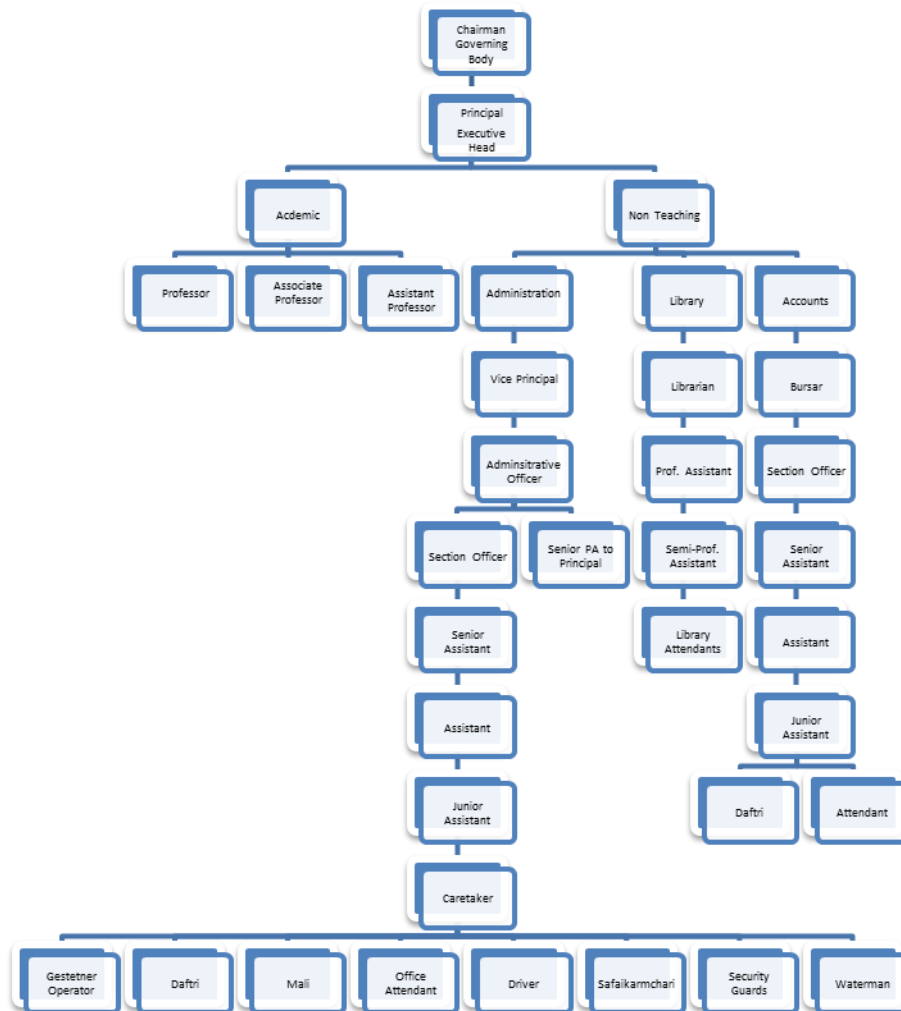 Chairman
Governing
Body
Principal
Executive
Head
Acdemic
Non Teaching
Professor
Associate
Professor
Assistant
Professor
Administration
Library
Accounts
Vice Principal
Librarian
Bursar
Adminsitrative
Officer
Prof. Assistant
Section Officer
Section Officer
Senior PA to
Principal
Semi-Prof.
Assistant
Senior
Assistant
Senior
Assistant
Library
Attendants
Assistant
Assistant
Junior
Assistant
Junior
Assistant
Daftri
Attendant
Caretaker
Gestetner
Operator
Daftri
Mali
Office
Attendant
Driver
Safaikarmchari
Security
Guards
Waterman